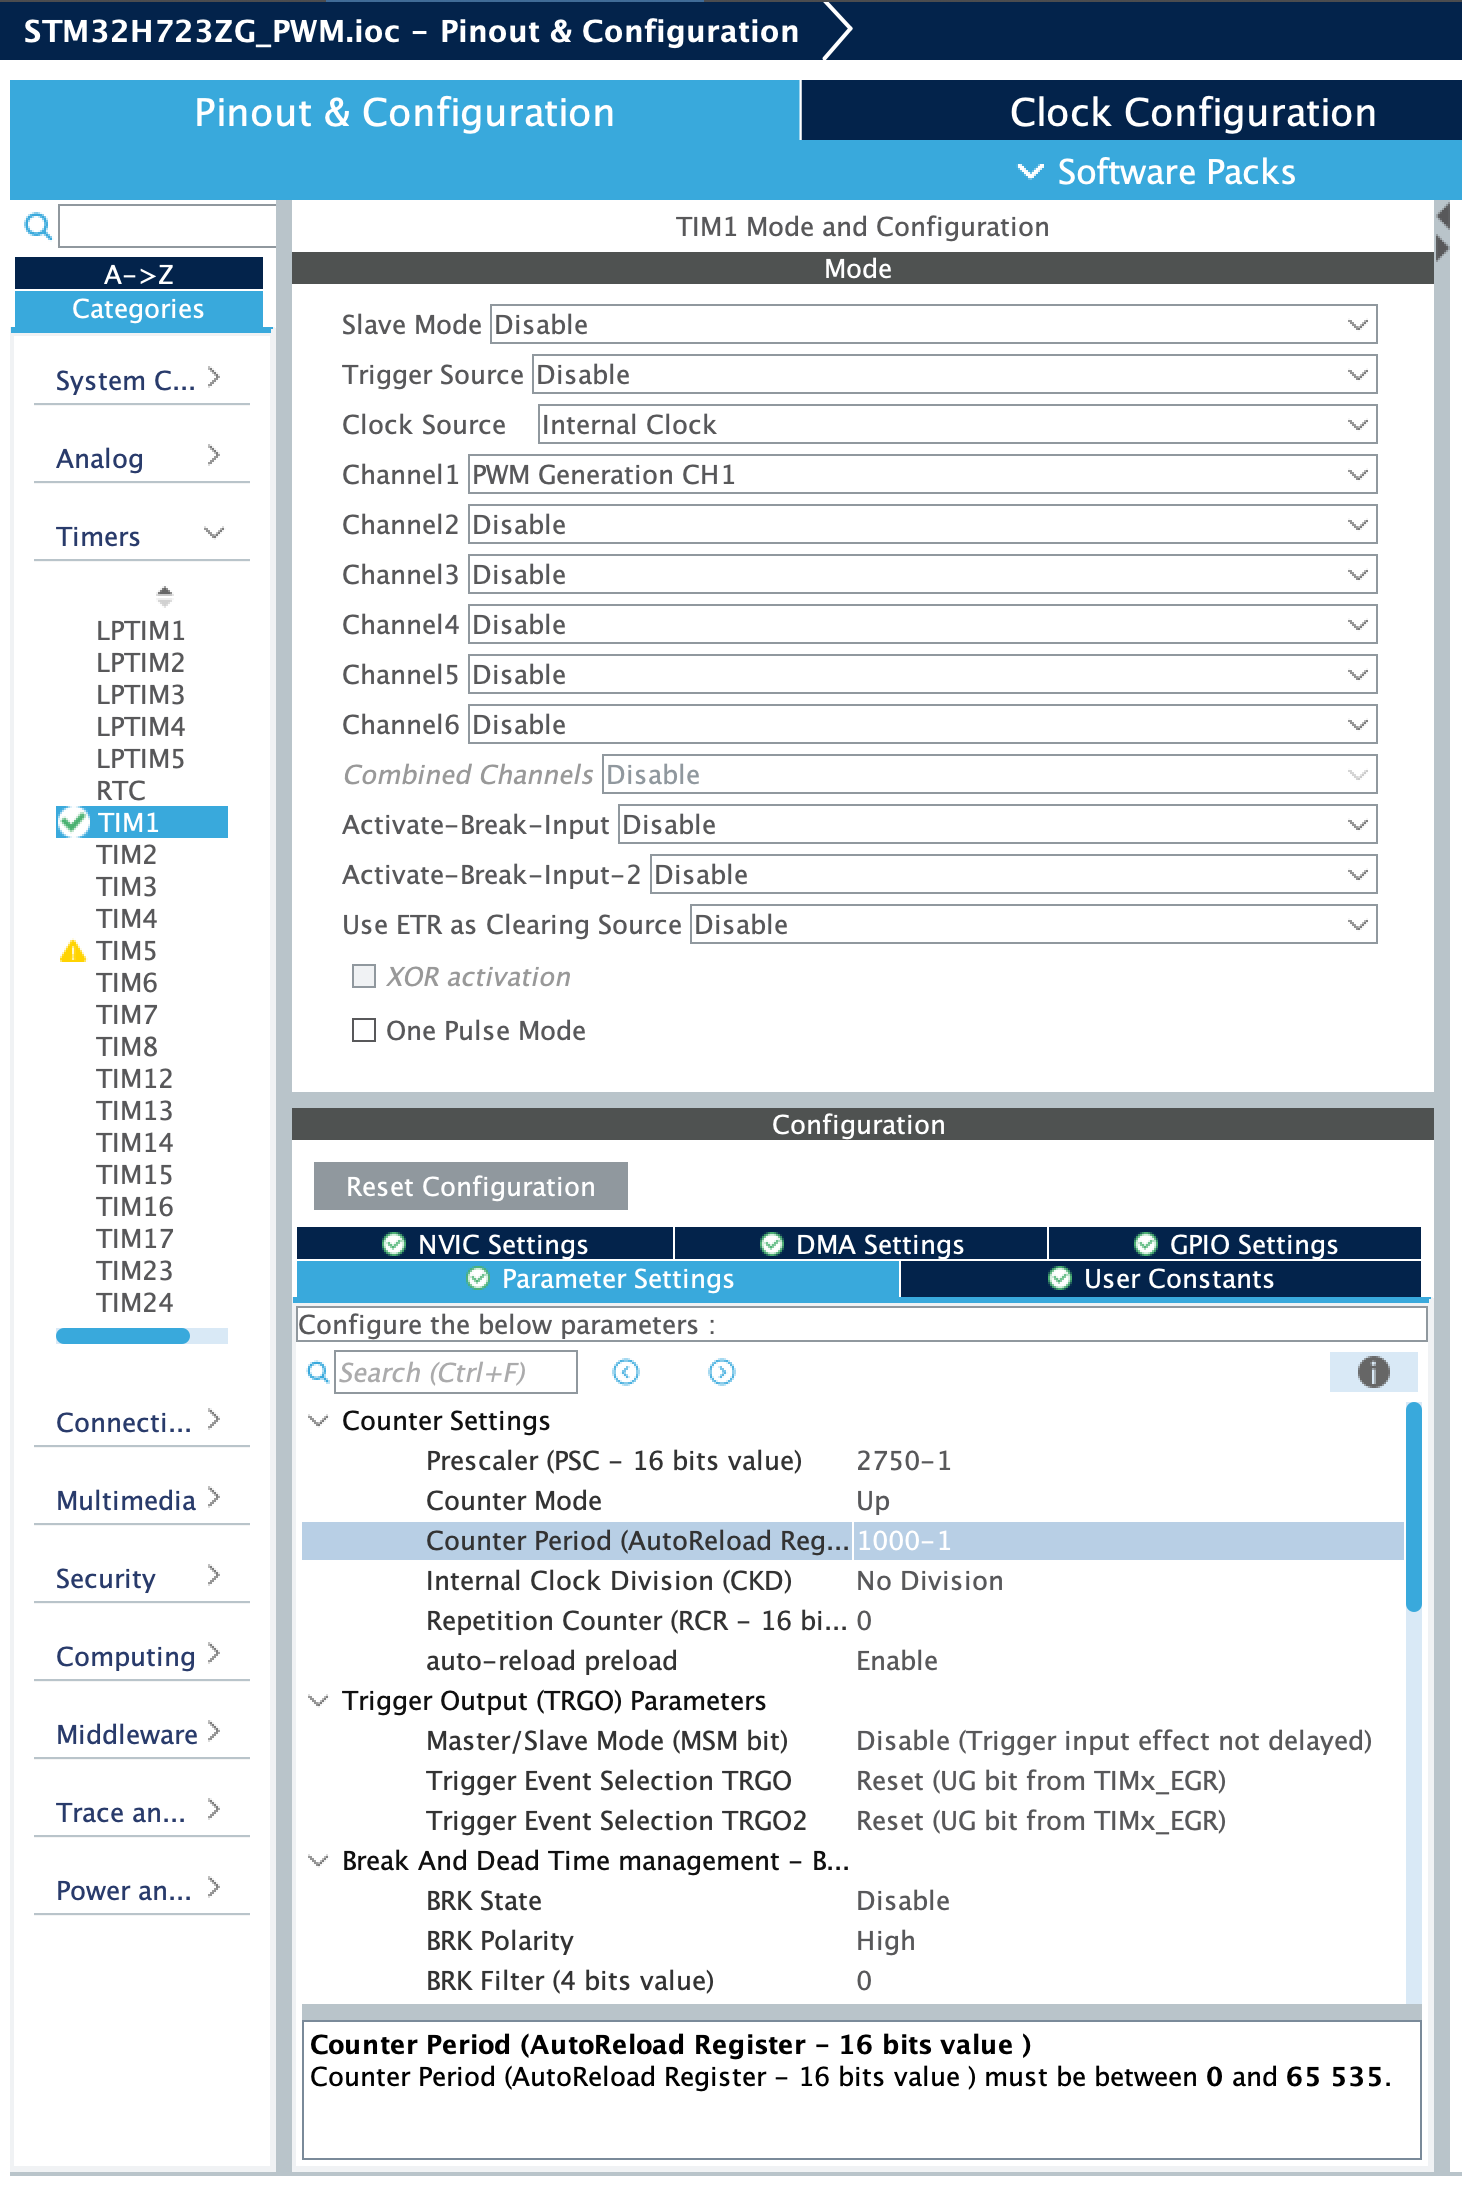 STM32H723ZG_PWM.ioc – Pinout & Configuration
Pinout & Configuration
Clock Configuration
Software Packs
A->Z
Categories
System C...
Analog
Timers
LPTIM1
LPTIM2
LPTIM3
LPTIM4
LPTIM5
RTC
TIM1
TIM2
TIM3
TIM4
TIM5
TIM6
TIM7
TIM8
TIM12
TIM13
TIM14
TIM15
TIM16
TIM17
TIM23
TIM24
Connecti...
Multimedia
Security
Computing
Middleware
Trace an...
Power an...
TIM1 Mode and Configuration
Mode
Slave Mode Disable
Trigger Source Disable
Clock Source Internal Clock
Channel1 PWM Generation CH1
Channel2 Disable
Channel3 Disable
Channel4 Disable
Channel5 Disable
Channel6 Disable
Combined Channels Disable
Activate-Break-Input Disable
Activate-Break-Input-2 Disable
Use ETR as Clearing Source Disable
XOR activation
One Pulse Mode
Configuration
Reset Configuration
NVIC Settings DMA Settings GPIO Settings
Parameter Settings User Constants
Configure the below parameters :
Search (Ctrl+F)
Counter Settings
Prescaler (PSC – 16 bits value) 2750-1
Counter Mode Up
Counter Period (AutoReload Reg... 1000-1
Internal Clock Division (CKD) No Division
Repetition Counter (RCR – 16 bi... 0
auto-reload preload Enable
Trigger Output (TRGO) Parameters
Master/Slave Mode (MSM bit) Disable (Trigger input effect not delayed)
Trigger Event Selection TRGO Reset (UG bit from TIMx_EGR)
Trigger Event Selection TRGO2 Reset (UG bit from TIMx_EGR)
Break And Dead Time management – B...
BRK State Disable
BRK Polarity High
BRK Filter (4 bits value) 0
Counter Period (AutoReload Register – 16 bits value )
Counter Period (AutoReload Register – 16 bits value ) must be between 0 and 65 535.